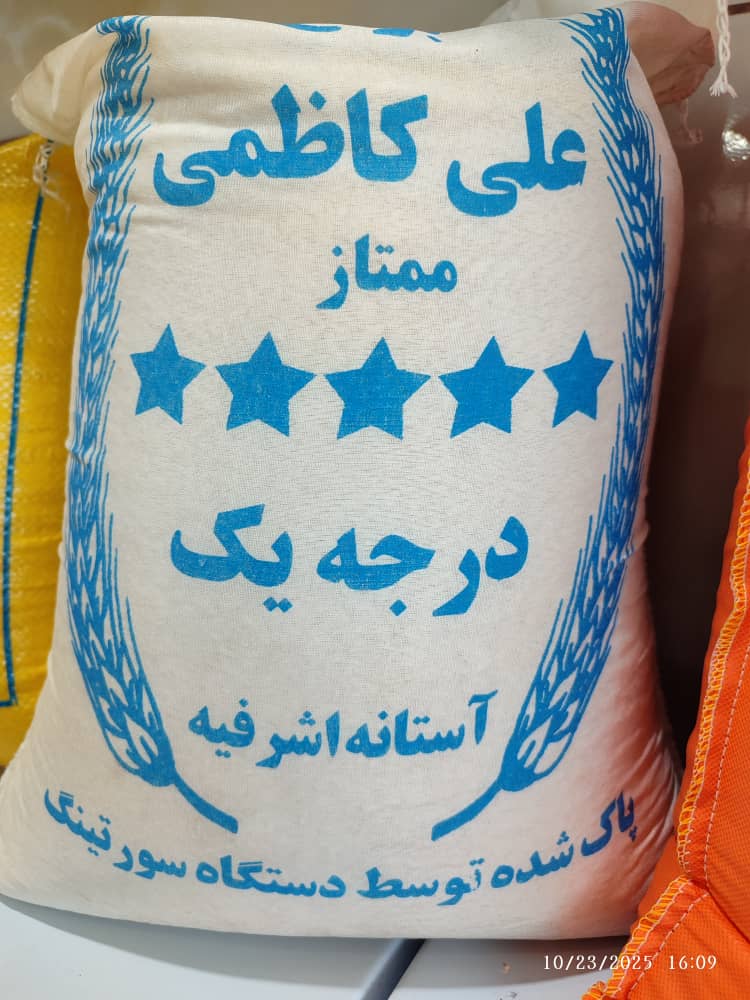 علی کاظمی
ممتاز
درجه یک
آستانه اشرفیه
پاک شده توسط دستگاه سورتینگ
10/23/2025 16:09